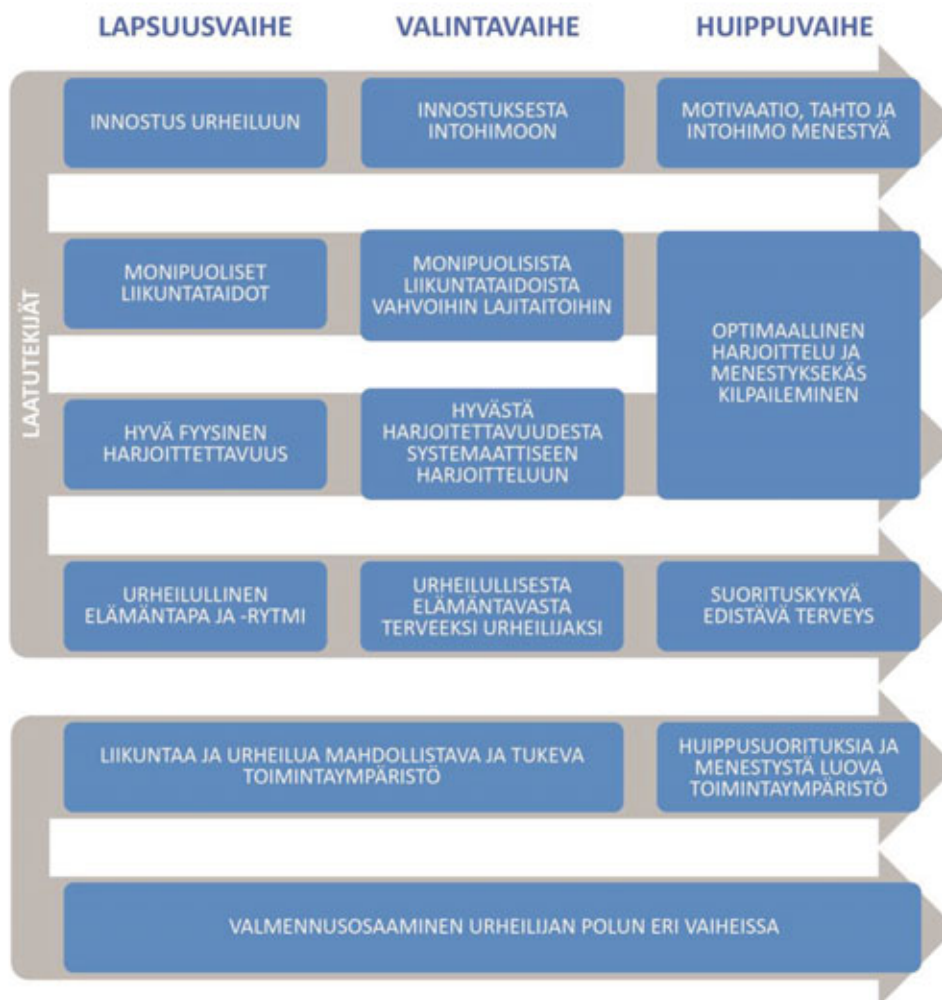 LAPSUUSVAIHE
VALINTAVAIHE
HUIPPUVAIHE
LAATUTEKIJÄT
INNOSTUS URHEILUUN
INNOSTUKSESTA
INTOHIMOON
MOTIVAATIO, TAHTO JA
INTOHIMO MENESTYÄ
MONIPUOLISET
LIIKUNTATAIDOT
MONIPUOLISISTA
LIIKUNTATAIDOISTA
VAHVOIHIN LAJITAITOIHIN
OPTIMAALLINEN
HARJOITTELU JA
MENESTYKSEKÄS
KILPAILEMINEN
HYVÄ FYYSINEN
HARJOITTETTAVUUS
HYVÄSTÄ
HARJOITETTAVUUDESTA
SYSTEMAATTISEEN
HARJOITTELUUN
URHEILULLINEN
ELÄMÄNTAPA JA -RYTMI
URHEILULLISESTA
ELÄMÄNTAVASTA
TERVEEKSI URHEILIJAKSI
SUORITUSKYKYÄ
EDISTÄVÄ TERVEYS
LIIKUNTAA JA URHEILUA MAHDOLLISTAVA JA TUKEVA
TOIMINTAYMPÄRISTÖ
HUIPPUSUORITUKSIA JA
MENESTYSTÄ LUOVA
TOIMINTAYMPÄRISTÖ
VALMENNUSOSAAMINEN URHEILIJAN POLUN ERI VAIHEISSA